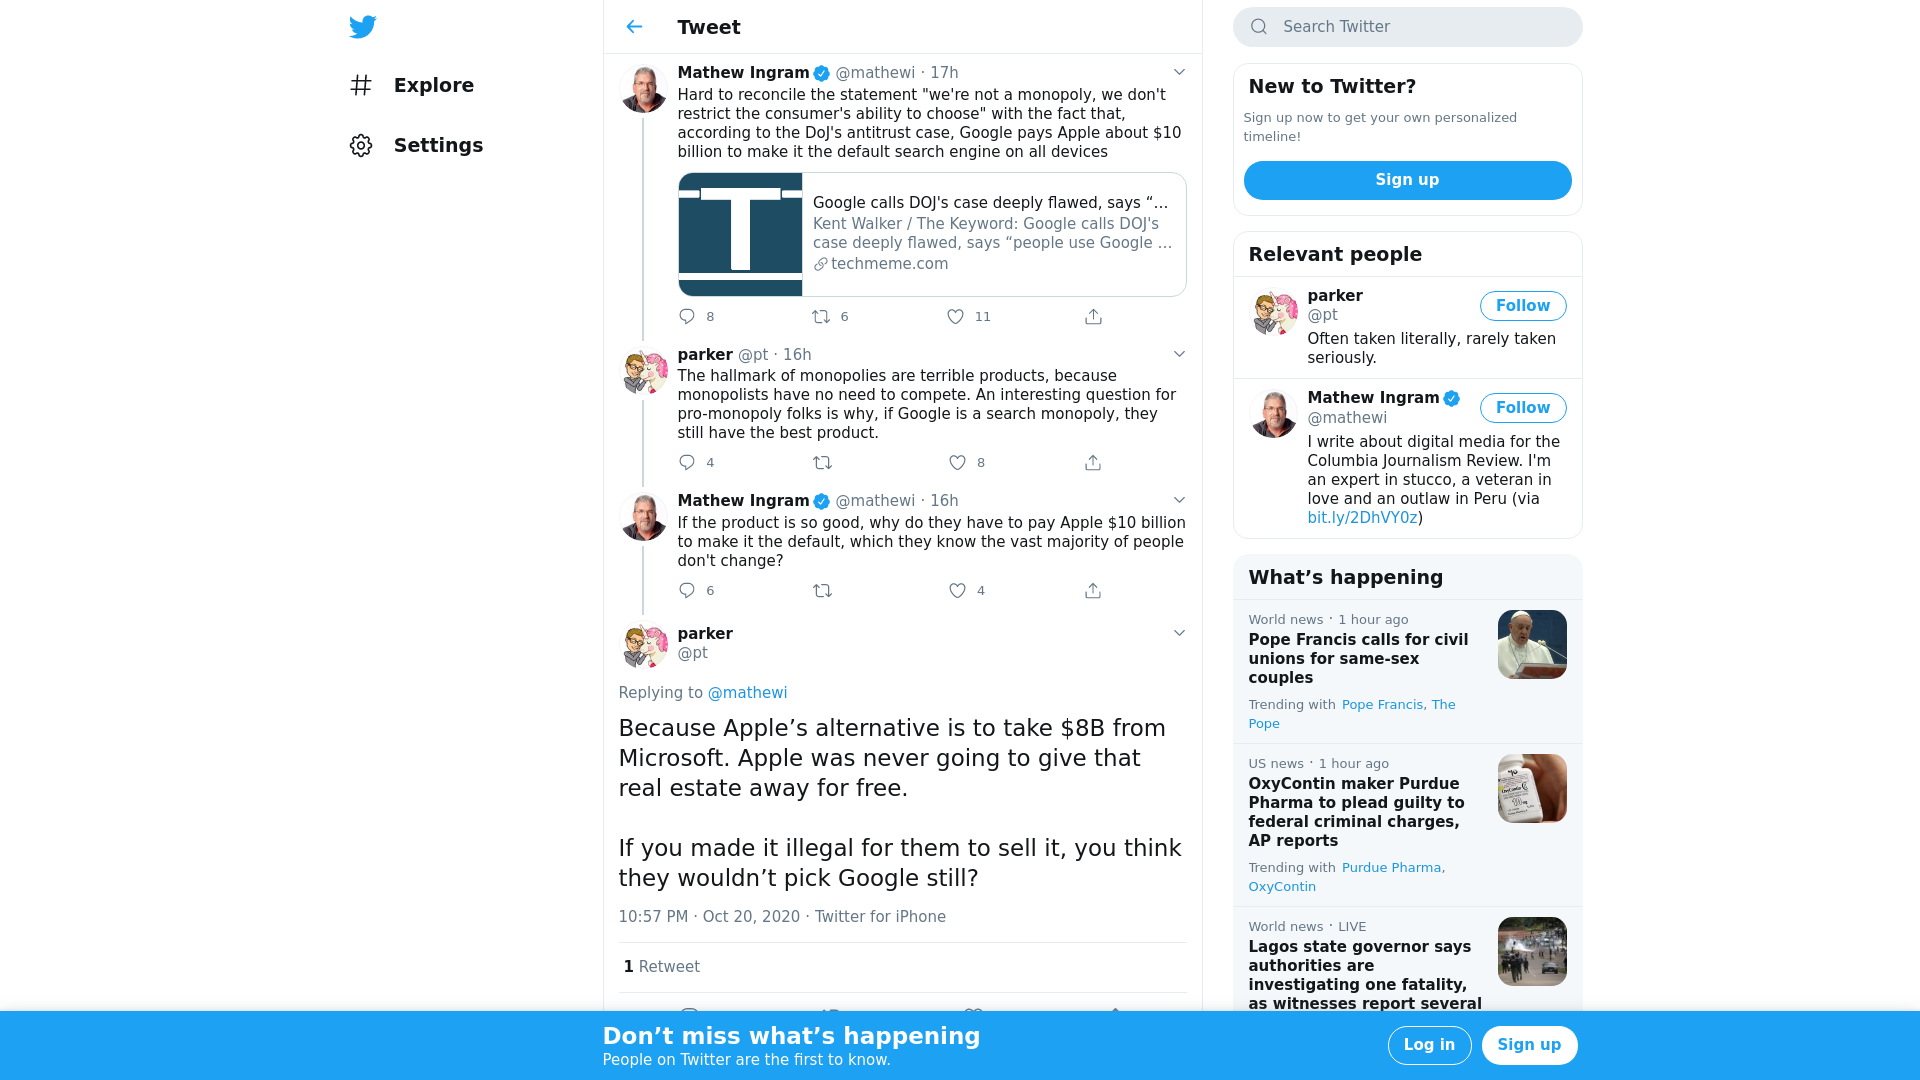 Explore
Settings
Tweet
Mathew Ingram @mathewi · 17h
Hard to reconcile the statement "we're not a monopoly, we don't
restrict the consumer's ability to choose" with the fact that,
according to the DoJ's antitrust case, Google pays Apple about $10
billion to make it the default search engine on all devices
T
Google calls DOJ's case deeply flawed, says “...
Kent Walker / The Keyword: Google calls DOJ's
case deeply flawed, says “people use Google ...
techmeme.com
8 6 11
parker @pt · 16h
The hallmark of monopolies are terrible products, because
monopolists have no need to compete. An interesting question for
pro-monopoly folks is why, if Google is a search monopoly, they
still have the best product.
4 8
Mathew Ingram @mathewi · 16h
If the product is so good, why do they have to pay Apple $10 billion
to make it the default, which they know the vast majority of people
don't change?
6 4
parker
@pt
Replying to @mathewi
Because Apple’s alternative is to take $8B from
Microsoft. Apple was never going to give that
real estate away for free.
If you made it illegal for them to sell it, you think
they wouldn’t pick Google still?
10:57 PM · Oct 20, 2020 · Twitter for iPhone
1 Retweet
Search Twitter
New to Twitter?
Sign up now to get your own personalized
timeline!
Sign up
Relevant people
parker
@pt
Follow
Often taken literally, rarely taken
seriously.
Mathew Ingram
@mathewi
Follow
I write about digital media for the
Columbia Journalism Review. I'm
an expert in stucco, a veteran in
love and an outlaw in Peru (via
bit.ly/2DhVY0z)
What’s happening
World news · 1 hour ago
Pope Francis calls for civil
unions for same-sex
couples
Trending with Pope Francis, The
Pope
US news · 1 hour ago
OxyContin maker Purdue
Pharma to plead guilty to
federal criminal charges,
AP reports
Trending with Purdue Pharma,
OxyContin
World news · LIVE
Lagos state governor says
authorities are
investigating one fatality,
as witnesses report several
Don’t miss what’s happening
People on Twitter are the first to know.
Log in
Sign up